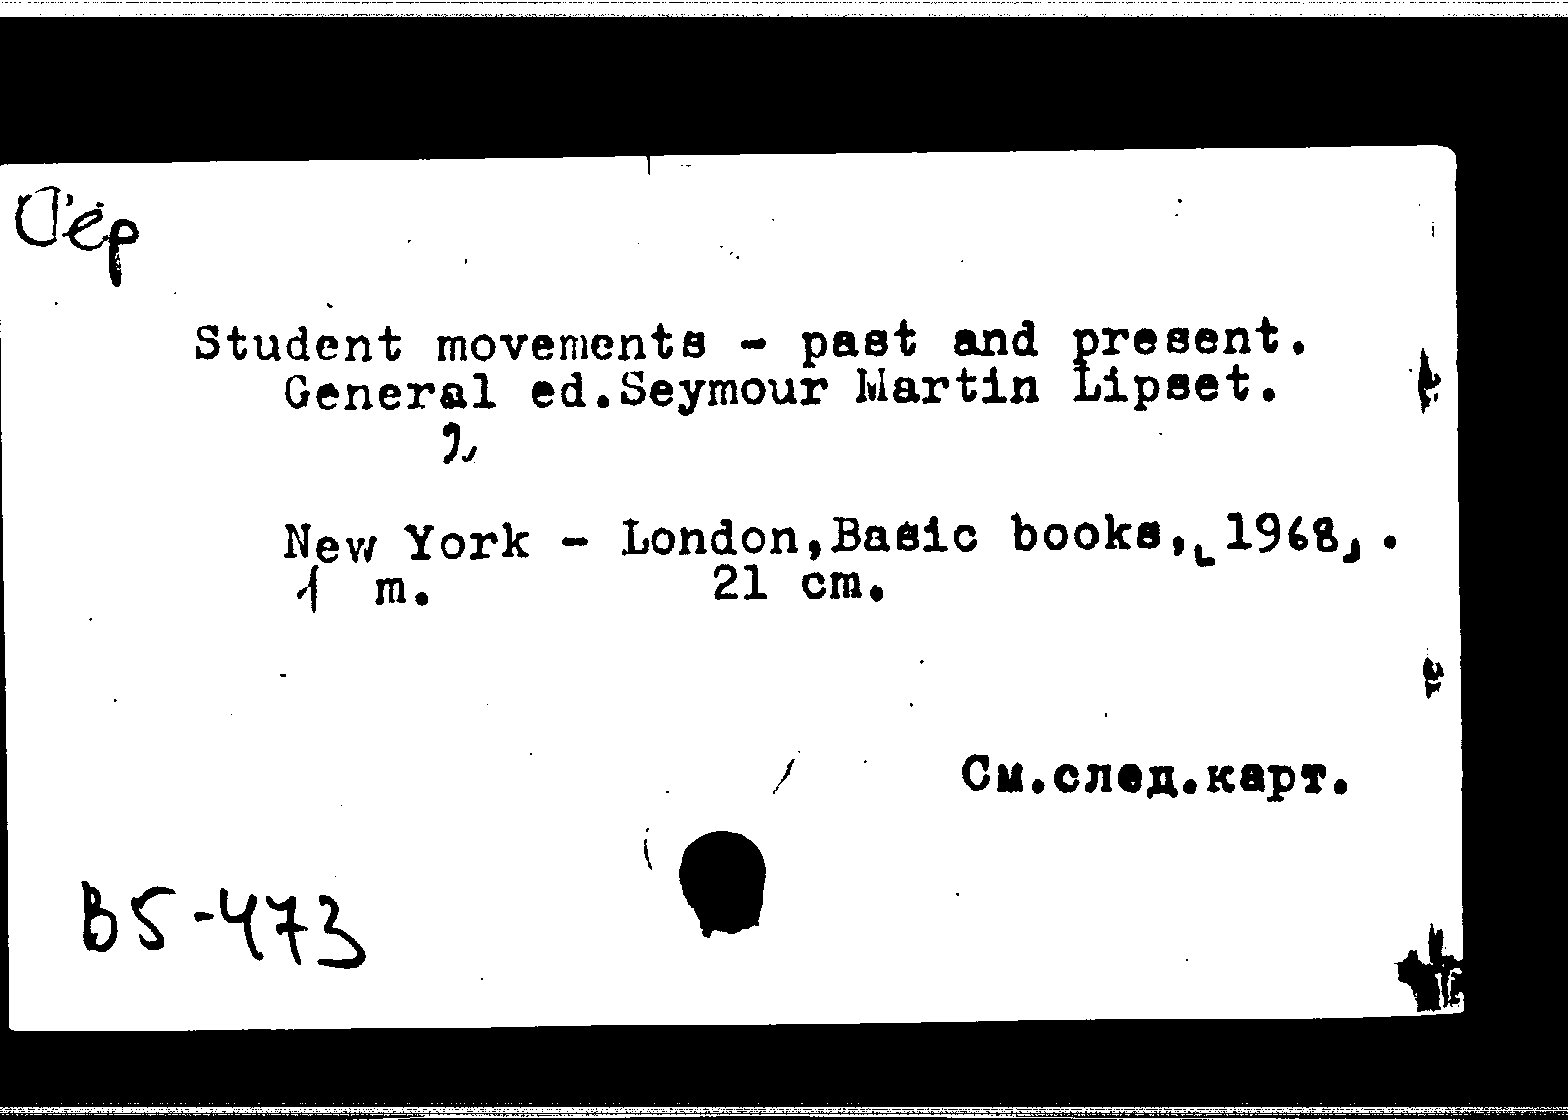 Сер
Student movements - past and present.
General ed.Seymour Martin Lipset.
New York - London,Basic books,[1968].
1 m. 21 cm.
См.след.карт.
B5-473